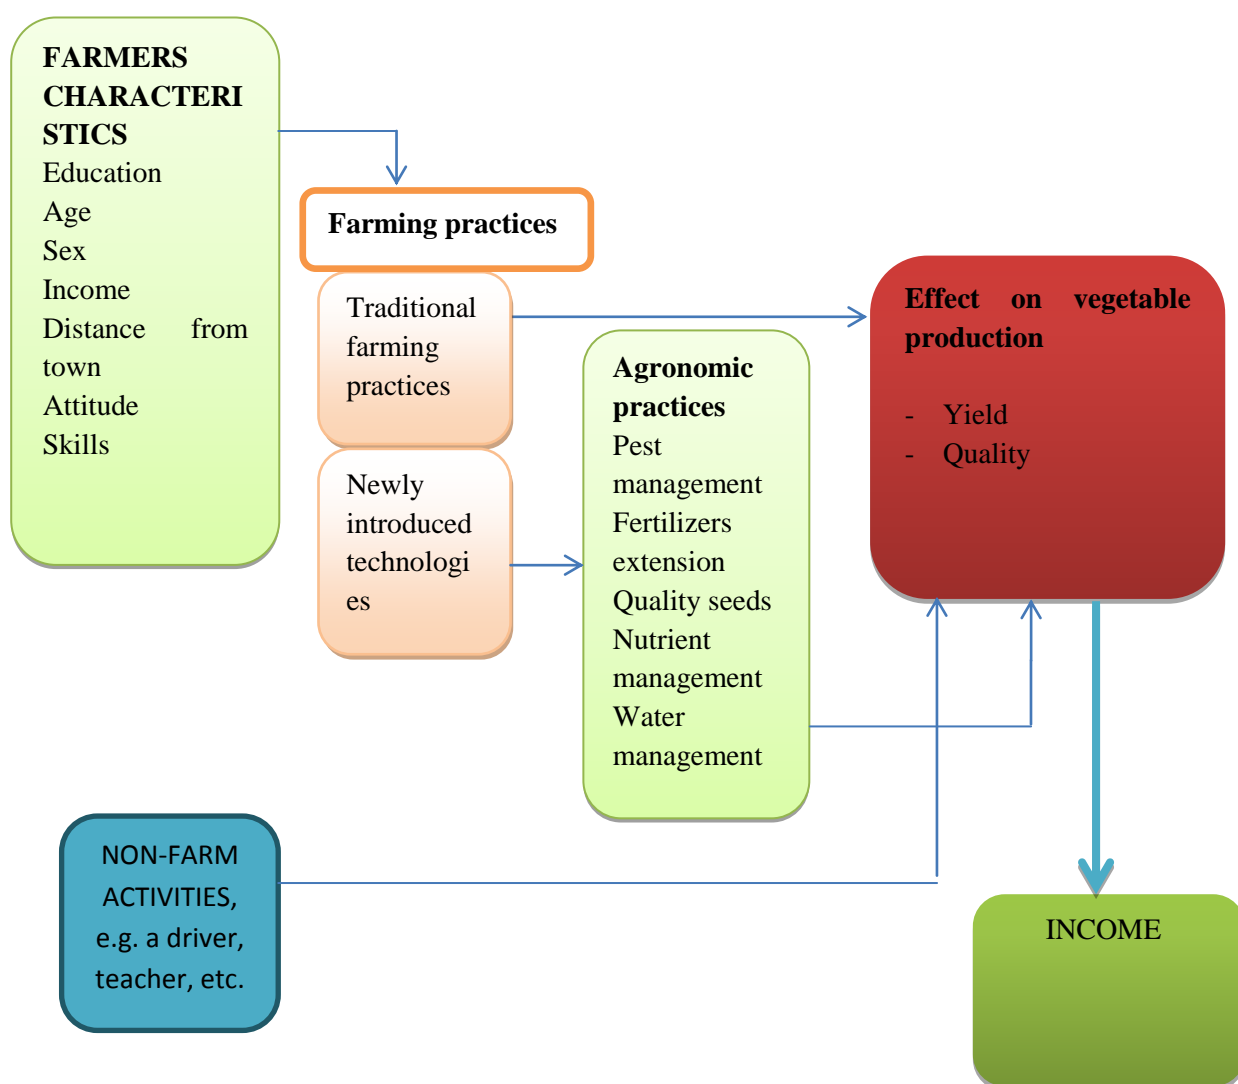 FARMERS
CHARACTERI
STICS
Education
Age
Sex
Income
Distance from
town
Attitude
Skills
Farming practices
Traditional
farming
practices
Newly
introduced
technologi
es
Agronomic
practices
Pest
management
Fertilizers
extension
Quality seeds
Nutrient
management
Water
management
Effect on vegetable
production
- Yield
- Quality
NON-FARM
ACTIVITIES,
e.g. a driver,
teacher, etc.
INCOME